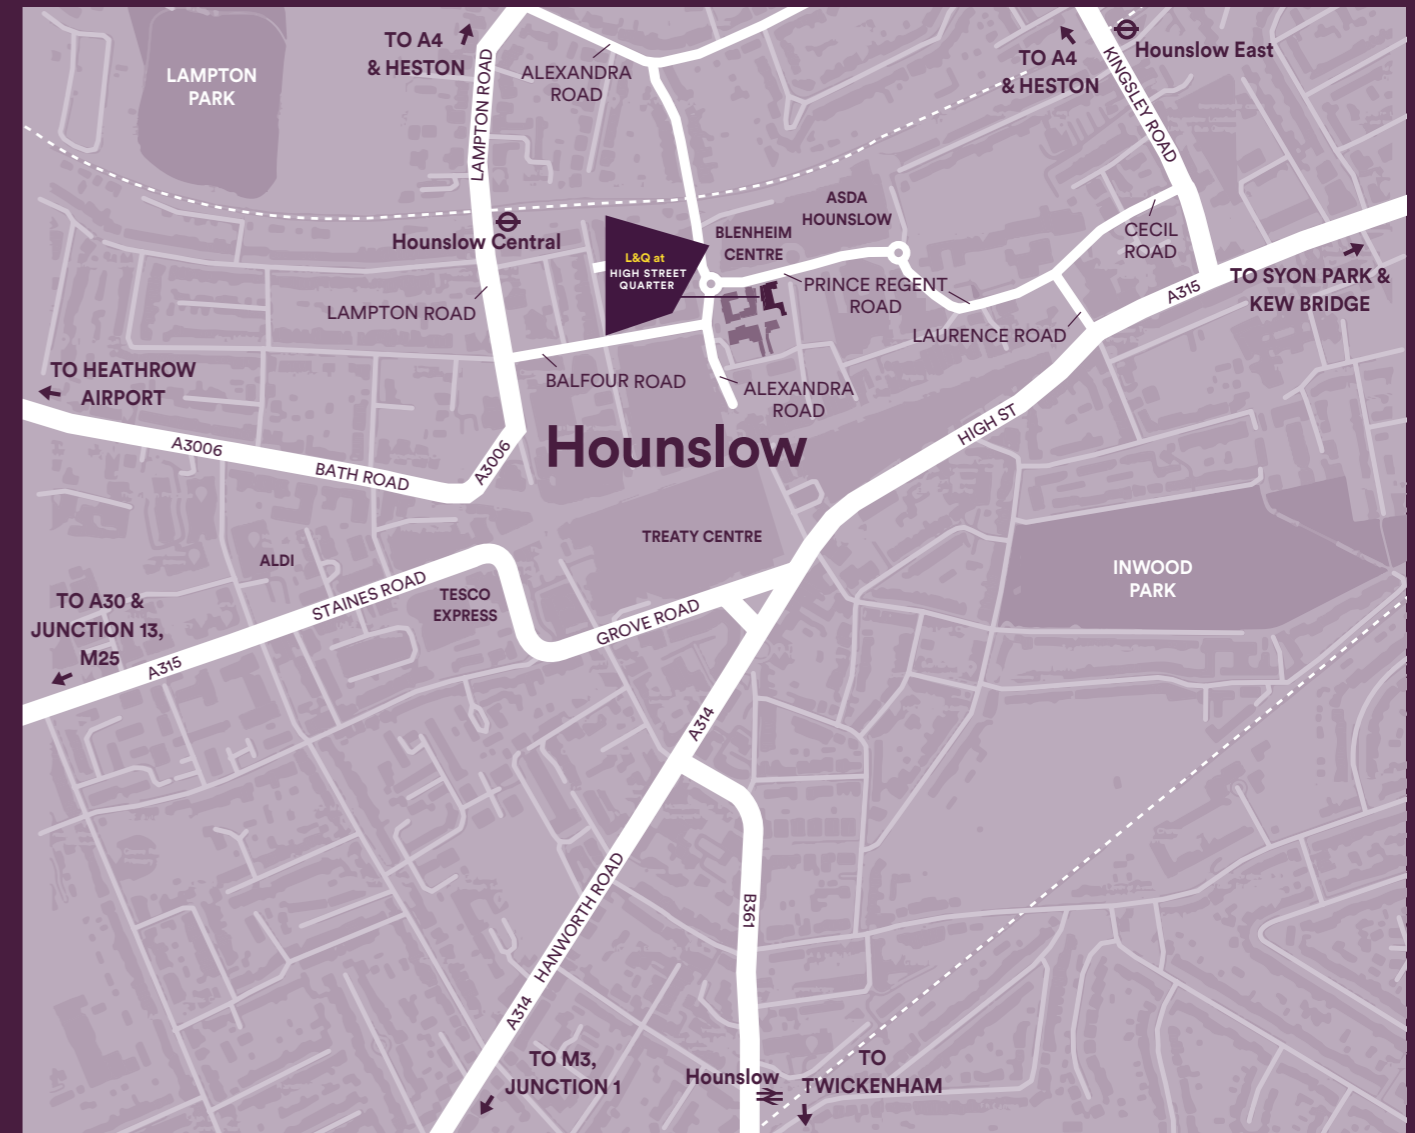 TO A4
& HESTON
LAMPTON ROAD
ALEXANDRA
ROAD
LAMPTON
PARK
TO A4
& HESTON
Hounslow East
KINGSLEY ROAD
ASDA
HOUNSLOW
BLENHEIM
CENTRE
CECIL
ROAD
Hounslow Central
L&Q at
HIGH STREET
QUARTER
PRINCE REGENT
ROAD
TO SYON PARK &
KEW BRIDGE
A315
LAMPTON ROAD
LAURENCE ROAD
TO HEATHROW
AIRPORT
BALFOUR ROAD
ALEXANDRA
ROAD
A3006
BATH ROAD
A3006
Hounslow
HIGH ST
TREATY CENTRE
ALDI
INWOOD
PARK
STAINES ROAD
TESCO
EXPRESS
GROVE ROAD
TO A30 &
JUNCTION 13,
M25
A315
A314
HANWORTH ROAD
B361
A314
TO M3,
JUNCTION 1
Hounslow
TO
TWICKENHAM